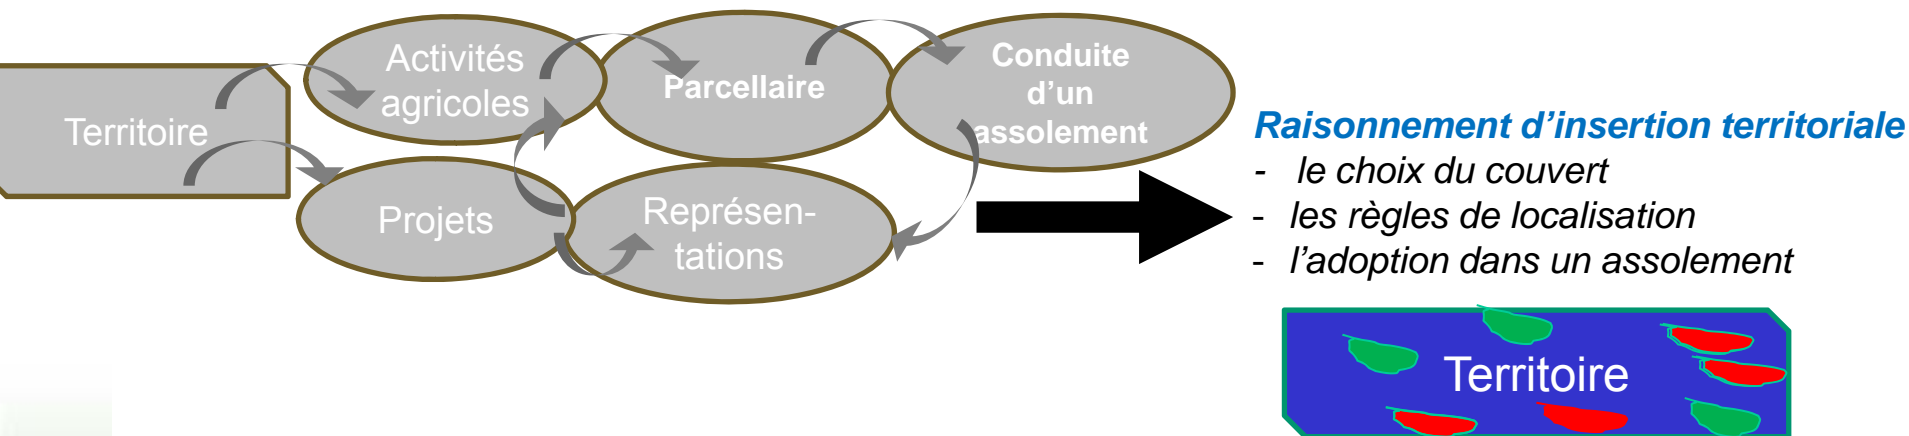 Territoire
Activités
agricoles
Parcellaire
Conduite
d’un
assolement
Projets
Représen-
tations
Raisonnement d’insertion territoriale
- le choix du couvert
- les règles de localisation
- l’adoption dans un assolement
Territoire